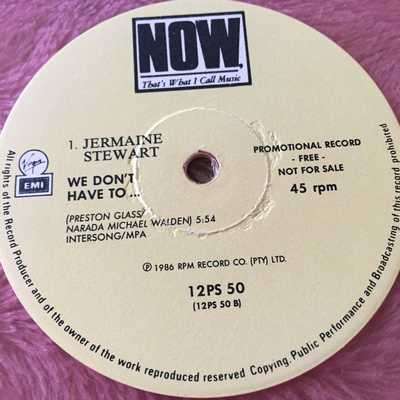 NOW,
That's What I Call Music
1. JERMAINE
STEWART
WE DON'T
HAVE TO ...
(PRESTON GLASS/
NARADA MICHAEL WALDEN) 5:54
INTERSONG/MPA
Virgin
EMI
PROMOTIONAL RECORD
- FREE -
NOT FOR SALE
45 rpm
℗ 1986 RPM RECORD CO. (PTY) LTD.
12PS 50
(12PS 50 B)
All rights of the Record Producer and of the owner of the work reproduced reserved. Copying, Public Performance and Broadcasting of this record prohibited